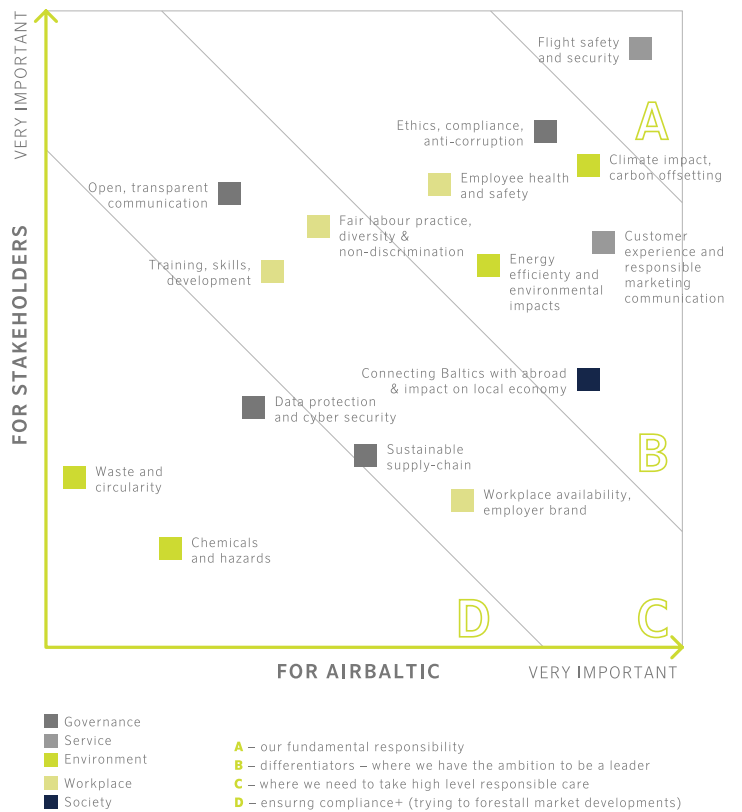 VERY IMPORTANT
FOR STAKEHOLDERS
Flight safety
and security
A
Ethics, compliance,
anti-corruption
Climate impact,
carbon offsetting
Employee health
and safety
Open, transparent
communication
Fair labour practice,
diversity &
non-discrimination
Customer
experience and
responsible
marketing
communication
Energy
efficienty and
environmental
impacts
Training, skills,
development
Connecting Baltics with abroad
& impact on local economy
Data protection
and cyber security
B
Sustainable
supply-chain
Waste and
circularity
Workplace availability,
employer brand
Chemicals
and hazards
D
C
FOR AIRBALTIC
VERY IMPORTANT
Governance
Service
Environment
Workplace
Society
A – our fundamental responsibility
B – differentiators – where we have the ambition to be a leader
C – where we need to take high level responsible care
D – ensurng compliance+ (trying to forestall market developments)